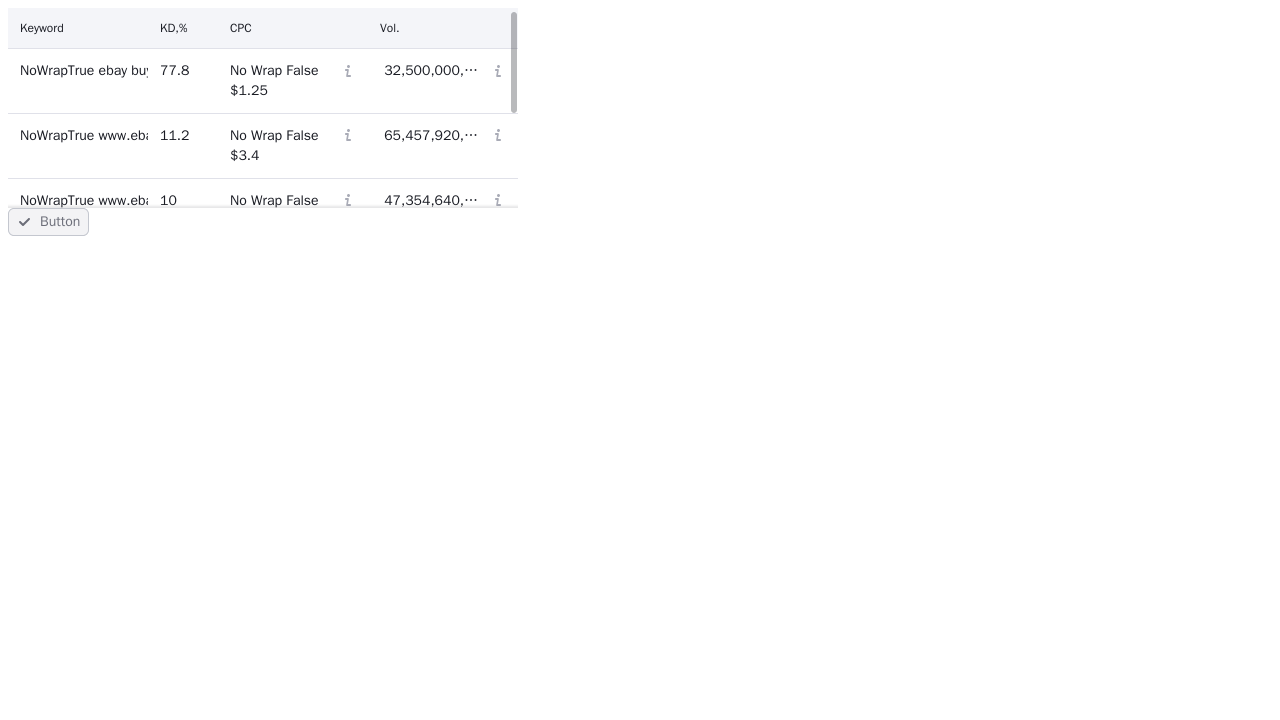 Keyword KD,% CPC Vol.
NoWrapTrue ebay buy 77.8 No Wrap False 32,500,000,···
$1.25
NoWrapTrue www.eba 11.2 No Wrap False 65,457,920,···
$3.4
NoWrapTrue www.eba 10 No Wrap False 47,354,640,···
Button